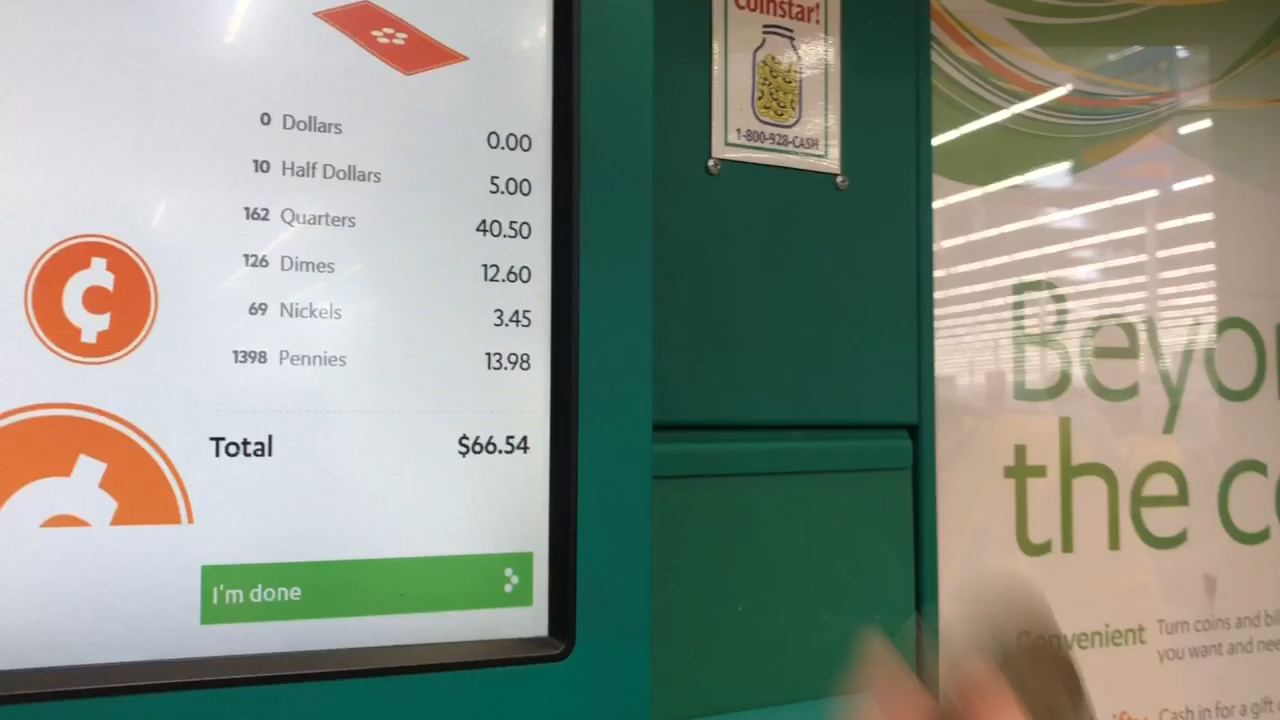 0 Dollars 0.00
10 Half Dollars 5.00
162 Quarters 40.50
126 Dimes 12.60
69 Nickels 3.45
1398 Pennies 13.98
Total $66.54
I'm done
Coinstar!
1-800-928-CASH
Beyo
the c
Convenient
Turn coins and bi
you want and nee
Cash in for a gift